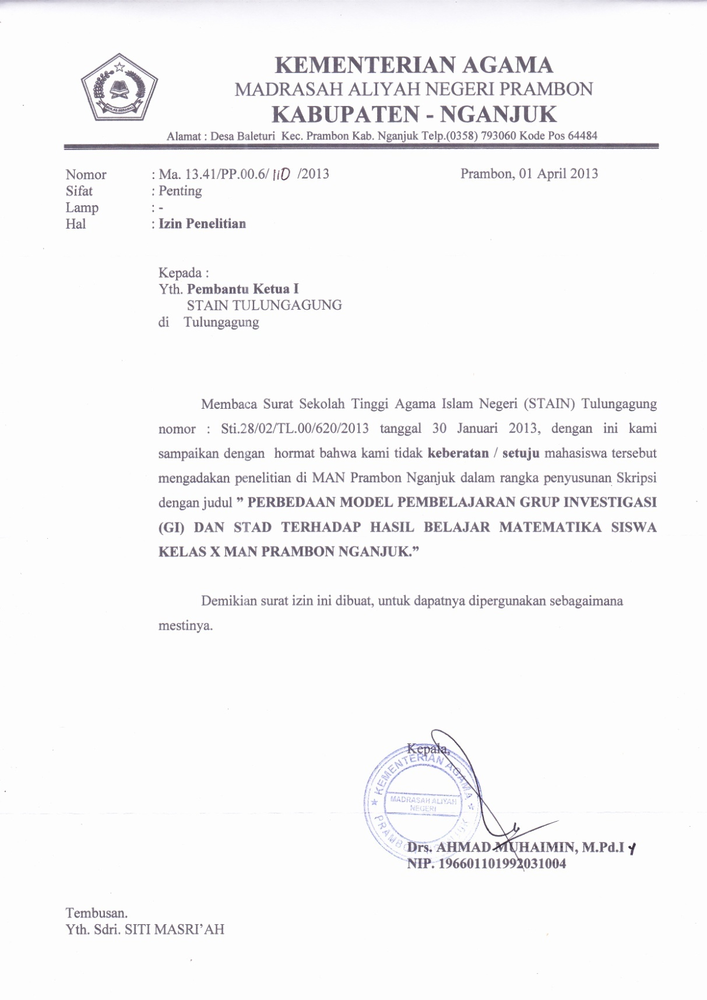 KEMENTERIAN AGAMA
MADRASAH ALIYAH NEGERI PRAMBON
KABUPATEN - NGANJUK
Alamat : Desa Baleturi Kec. Prambon Kab. Nganjuk Telp.(0358) 793060 Kode Pos 64484
Nomor : Ma. 13.41/PP.00.6/ 110 /2013 Prambon, 01 April 2013
Sifat : Penting
Lamp : -
Hal : Izin Penelitian
Kepada :
Yth. Pembantu Ketua I
STAIN TULUNGAGUNG
di Tulungagung
Membaca Surat Sekolah Tinggi Agama Islam Negeri (STAIN) Tulungagung
nomor : Sti.28/02/TL.00/620/2013 tanggal 30 Januari 2013, dengan ini kami
sampaikan dengan hormat bahwa kami tidak keberatan / setuju mahasiswa tersebut
mengadakan penelitian di MAN Prambon Nganjuk dalam rangka penyusunan Skripsi
dengan judul ” PERBEDAAN MODEL PEMBELAJARAN GRUP INVESTIGASI
(GI) DAN STAD TERHADAP HASIL BELAJAR MATEMATIKA SISWA
KELAS X MAN PRAMBON NGANJUK.”
Demikian surat izin ini dibuat, untuk dapatnya dipergunakan sebagaimana
mestinya.
Kepala,
KEMENTERIAN AGAMA
MADRASAH ALIYAH
NEGERI
Drs. AHMAD MUHAIMIN, M.Pd.I
NIP. 196601101992031004
Tembusan.
Yth. Sdri. SITI MASRI’AH